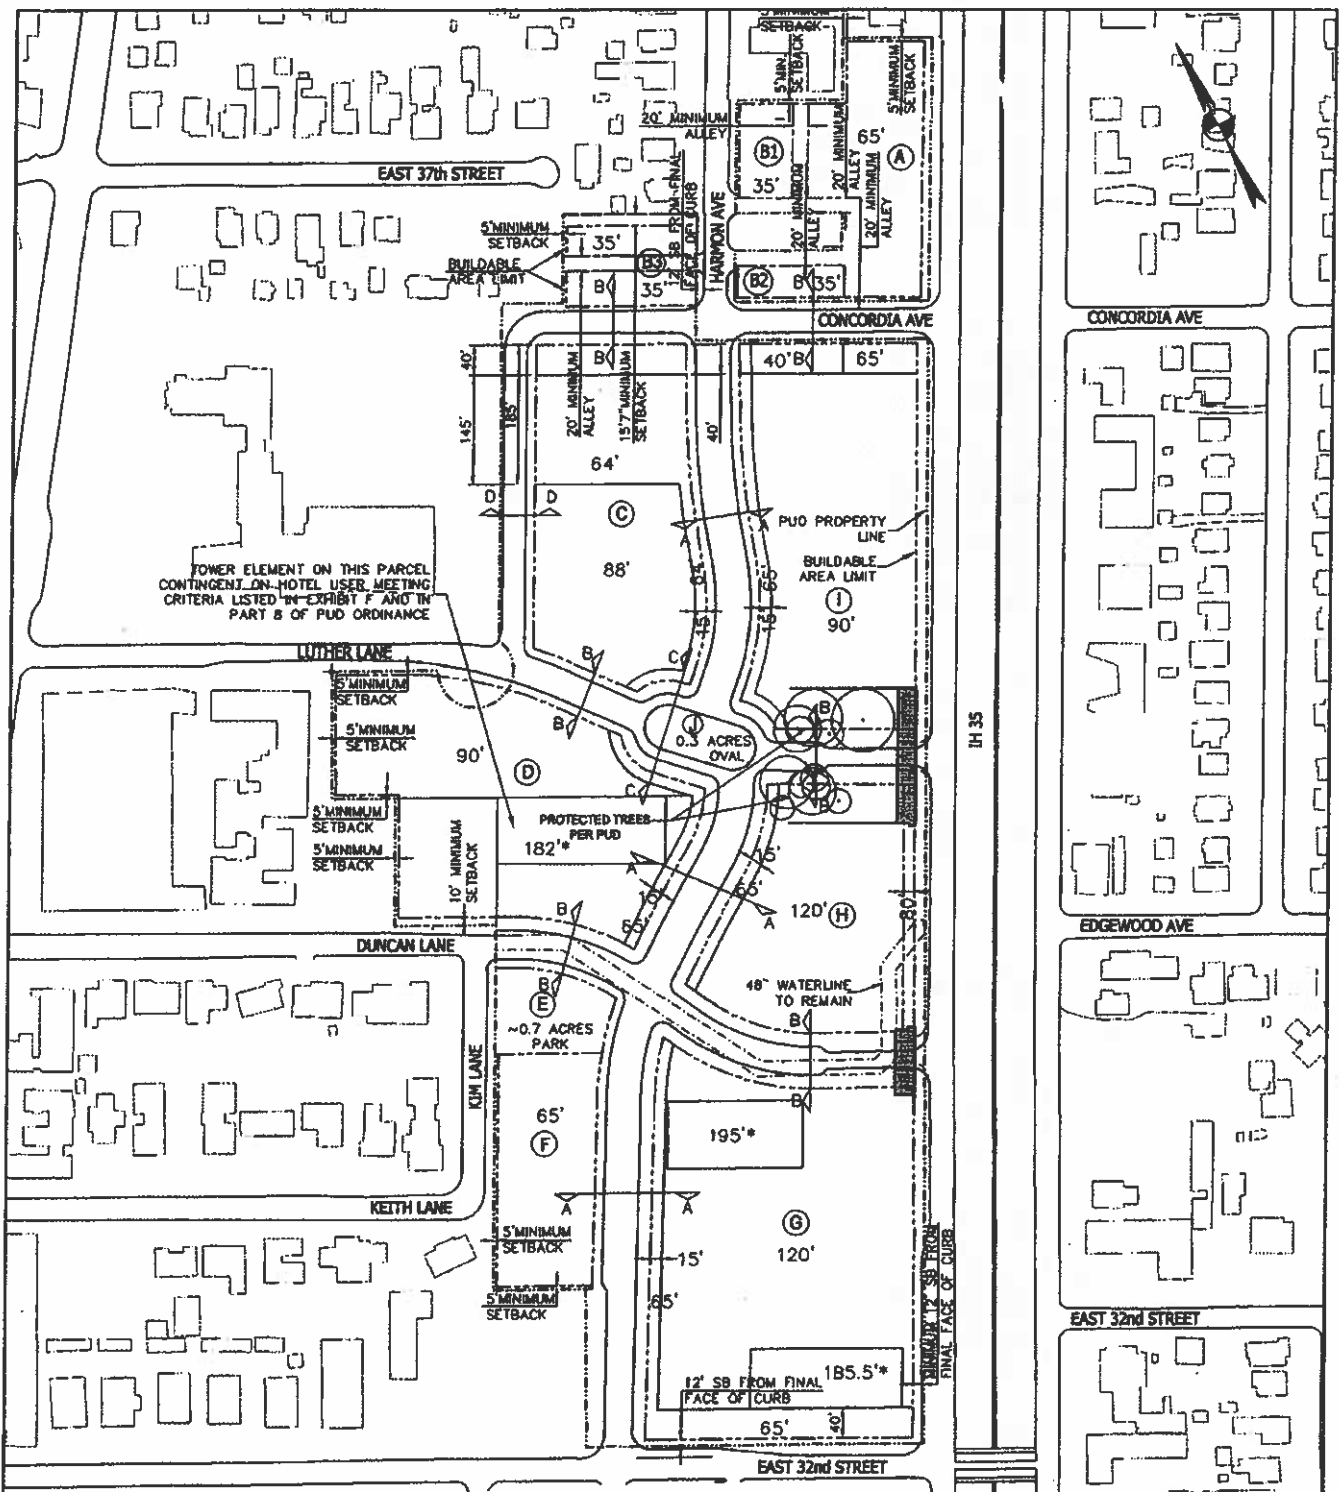 5'MINIMUM
SETBACK
5'MIN.
SETBACK
5'MINIMUM
SETBACK
20' MINIMUM
ALLEY
65'
A
B1
35'
20' MINIMUM
ALLEY
20' MINIMUM
ALLEY
20' MINIMUM
ALLEY
EAST 37th STREET
12' SB FROM FINAL
FACE OF CURB
HARMON AVE
5'MINIMUM
SETBACK
35'
BUILDABLE
AREA LIMIT
B3
B
35'
B2
B
35'
CONCORDIA AVE
CONCORDIA AVE
40'
B
40'
B
65'
145'
185'
20' MINIMUM
ALLEY
15'7"MINIMUM
SETBACK
40'
64'
D
D
C
A
A
PUD PROPERTY
LINE
BUILDABLE
AREA LIMIT
88'
64'
65'
15'
15'
I
90'
TOWER ELEMENT ON THIS PARCEL
CONTINGENT ON HOTEL USER MEETING
CRITERIA LISTED IN EXHIBIT F AND IN
PART 8 OF PUD ORDINANCE
LUTHER LANE
5'MINIMUM
SETBACK
B
C
B
J
0.3 ACRES
OVAL
B
IH 35
5'MINIMUM
SETBACK
90'
D
C
B
5'MINIMUM
SETBACK
PROTECTED TREES
PER PUD
5'MINIMUM
SETBACK
182'*
10' MINIMUM
SETBACK
A
15'
65'
15'
65'
B
A
120'
H
80'
EDGEWOOD AVE
DUNCAN LANE
48" WATERLINE
TO REMAIN
B
E
~0.7 ACRES
PARK
B
KIM LANE
65'
F
B
195'*
KEITH LANE
A
A
G
120'
5'MINIMUM
SETBACK
15'
65'
5'MINIMUM
SETBACK
MINIMUM 12' SB FROM
FINAL FACE OF CURB
EAST 32nd STREET
185.5'*
12' SB FROM FINAL
FACE OF CURB
65'
40'
EAST 32nd STREET